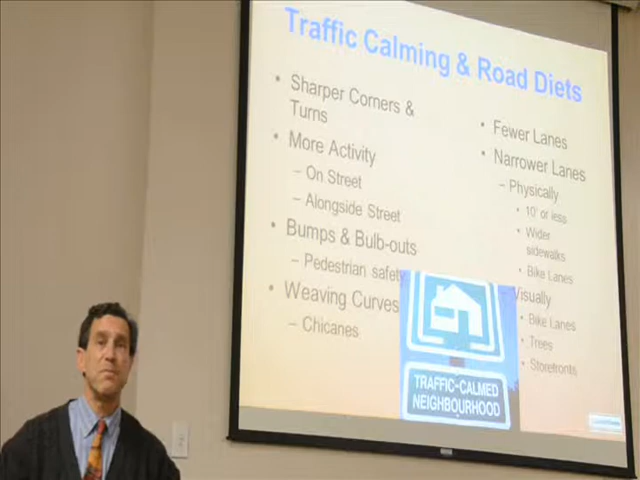 Traffic Calming & Road Diets
• Sharper Corners &
Turns
• More Activity
– On Street
– Alongside Street
• Bumps & Bulb-outs
– Pedestrian safety
• Weaving Curves
– Chicanes
• Fewer Lanes
• Narrower Lanes
– Physically
• 10' or less
• Wider
sidewalks
• Bike Lanes
– Visually
• Bike Lanes
• Trees
• Storefronts
TRAFFIC-CALMED
NEIGHBOURHOOD